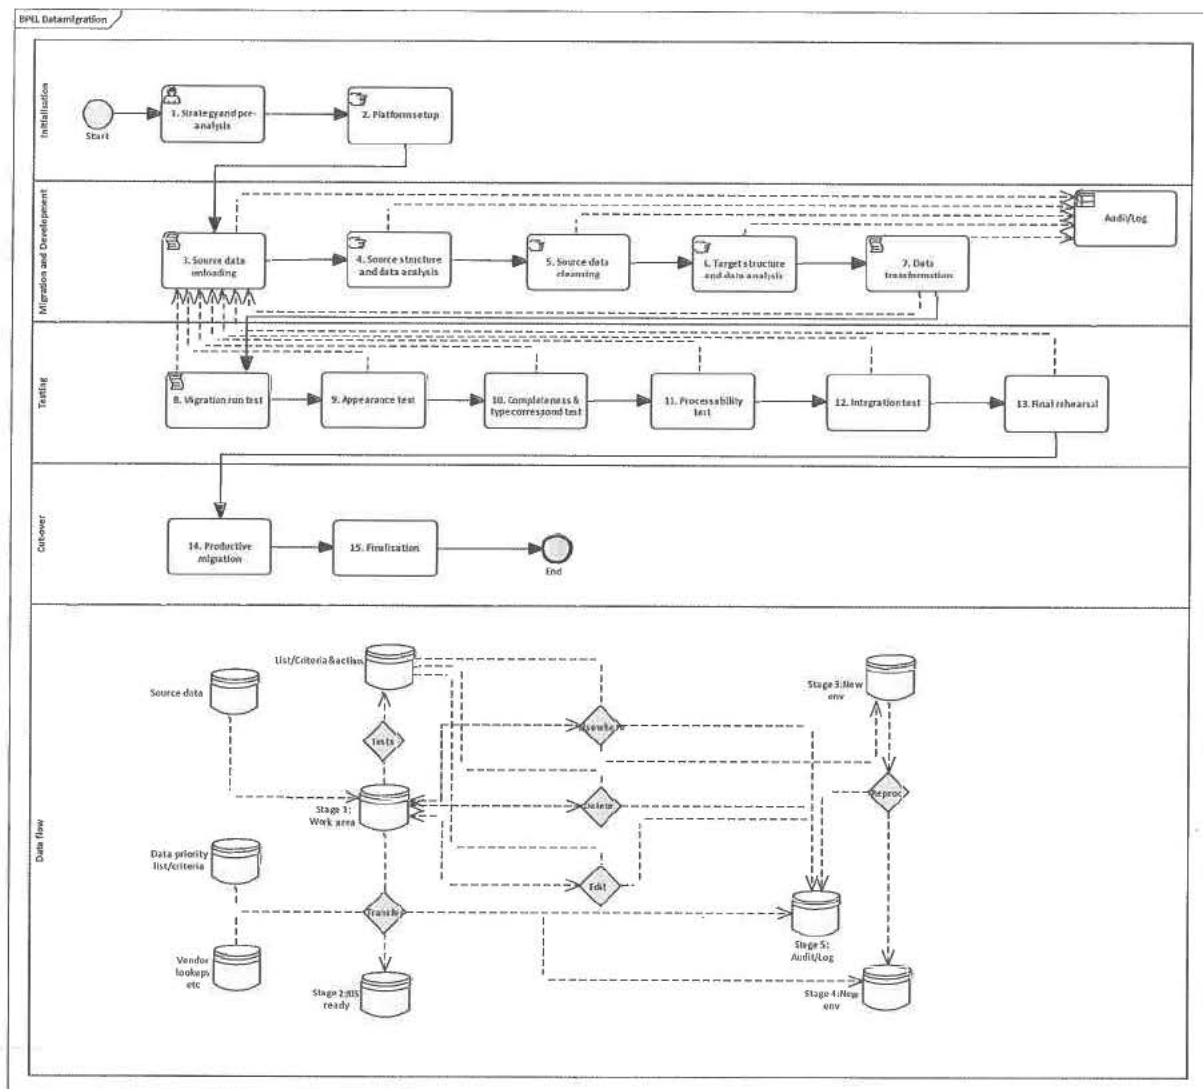 BPEL Datamigration
Initialisation
Start
1. Strategy and pre-
analysis
2. Platform setup
Migration and Development
3. Source data
unloading
4. Source structure
and data analysis
5. Source data
cleansing
6. Target structure
and data analysis
7. Data
transformation
Audit/Log
Testing
8. Migration run test
9. Appearance test
10. Completeness &
type correspond test
11. Processability
test
12. Integration test
13. Final rehearsal
Cut-over
14. Productive
migration
15. Finalisation
End
Data flow
Source data
List/Criteria & action
Tests
Stage 1:
Work area
Delete
Edit
Stage 3:New
env
Reproc
Data priority
list/criteria
Transfer
Vendor
lookups
etc
Stage 2:
ready
Stage 5:
Audit/Log
Stage 4:New
env